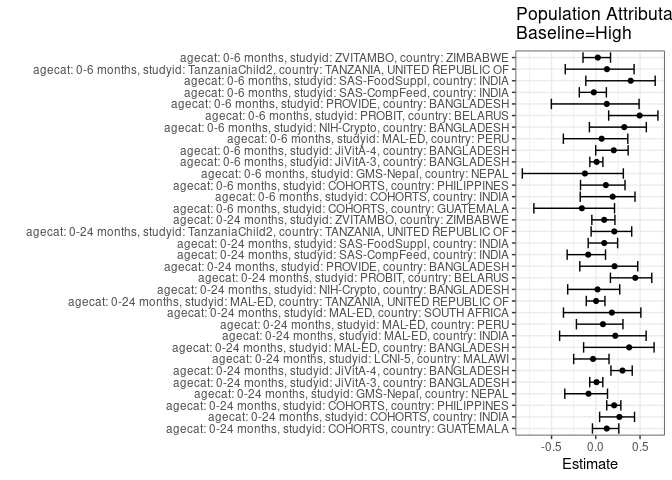 Population Attributa
Baseline=High
agecat: 0-6 months, studyid: ZVITAMBO, country: ZIMBABWE
agecat: 0-6 months, studyid: TanzaniaChild2, country: TANZANIA, UNITED REPUBLIC OF
agecat: 0-6 months, studyid: SAS-FoodSuppl, country: INDIA
agecat: 0-6 months, studyid: SAS-CompFeed, country: INDIA
agecat: 0-6 months, studyid: PROVIDE, country: BANGLADESH
agecat: 0-6 months, studyid: PROBIT, country: BELARUS
agecat: 0-6 months, studyid: NIH-Crypto, country: BANGLADESH
agecat: 0-6 months, studyid: MAL-ED, country: PERU
agecat: 0-6 months, studyid: JiVitA-4, country: BANGLADESH
agecat: 0-6 months, studyid: JiVitA-3, country: BANGLADESH
agecat: 0-6 months, studyid: GMS-Nepal, country: NEPAL
agecat: 0-6 months, studyid: COHORTS, country: PHILIPPINES
agecat: 0-6 months, studyid: COHORTS, country: INDIA
agecat: 0-6 months, studyid: COHORTS, country: GUATEMALA
agecat: 0-24 months, studyid: ZVITAMBO, country: ZIMBABWE
agecat: 0-24 months, studyid: TanzaniaChild2, country: TANZANIA, UNITED REPUBLIC OF
agecat: 0-24 months, studyid: SAS-FoodSuppl, country: INDIA
agecat: 0-24 months, studyid: SAS-CompFeed, country: INDIA
agecat: 0-24 months, studyid: PROVIDE, country: BANGLADESH
agecat: 0-24 months, studyid: PROBIT, country: BELARUS
agecat: 0-24 months, studyid: NIH-Crypto, country: BANGLADESH
agecat: 0-24 months, studyid: MAL-ED, country: TANZANIA, UNITED REPUBLIC OF
agecat: 0-24 months, studyid: MAL-ED, country: SOUTH AFRICA
agecat: 0-24 months, studyid: MAL-ED, country: PERU
agecat: 0-24 months, studyid: MAL-ED, country: INDIA
agecat: 0-24 months, studyid: MAL-ED, country: BANGLADESH
agecat: 0-24 months, studyid: LCNI-5, country: MALAWI
agecat: 0-24 months, studyid: JiVitA-4, country: BANGLADESH
agecat: 0-24 months, studyid: JiVitA-3, country: BANGLADESH
agecat: 0-24 months, studyid: GMS-Nepal, country: NEPAL
agecat: 0-24 months, studyid: COHORTS, country: PHILIPPINES
agecat: 0-24 months, studyid: COHORTS, country: INDIA
agecat: 0-24 months, studyid: COHORTS, country: GUATEMALA
-0.5 0.0 0.5
Estimate